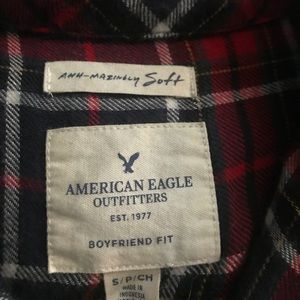 AHH-MAZINGLY Soft
AMERICAN EAGLE
OUTFITTERS
EST. 1977
BOYFRIEND FIT
S/P/CH
MADE IN
INDONESIA